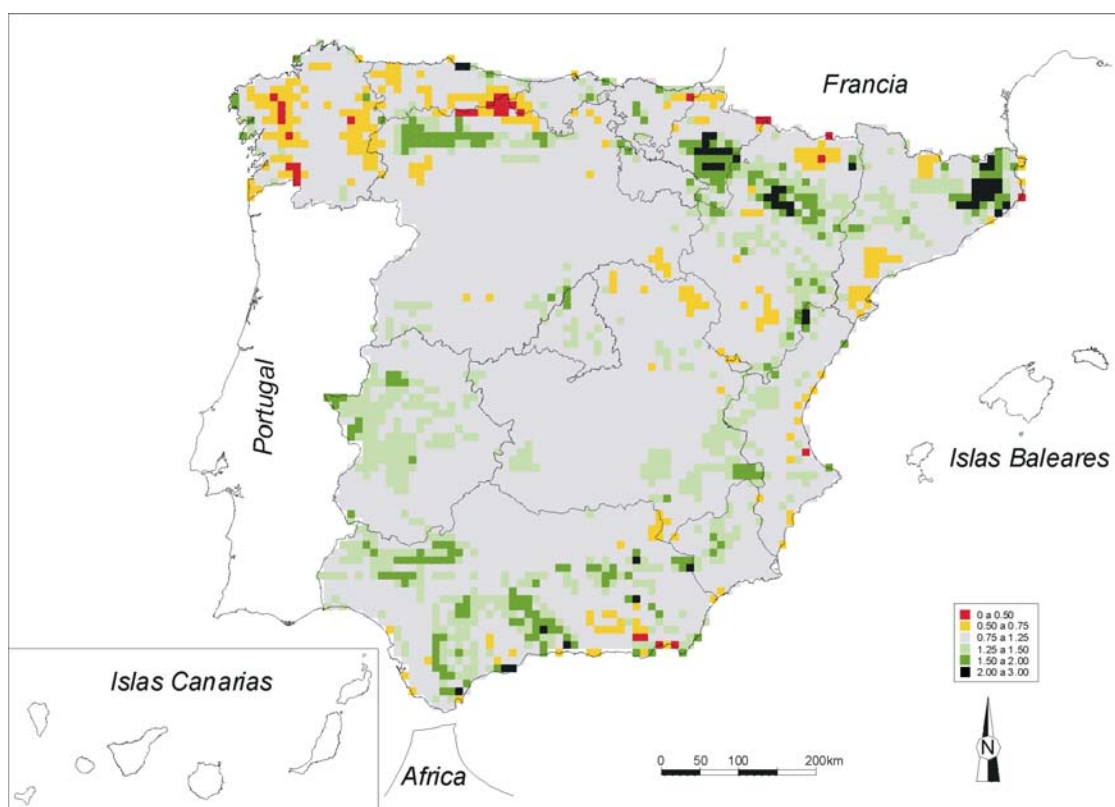 Francia
Portugal
Islas Baleares
0 a 0.50
0.50 a 0.75
0.75 a 1.25
1.25 a 1.50
1.50 a 2.00
2.00 a 3.00
Islas Canarias
Africa
0 50 100 200km
N